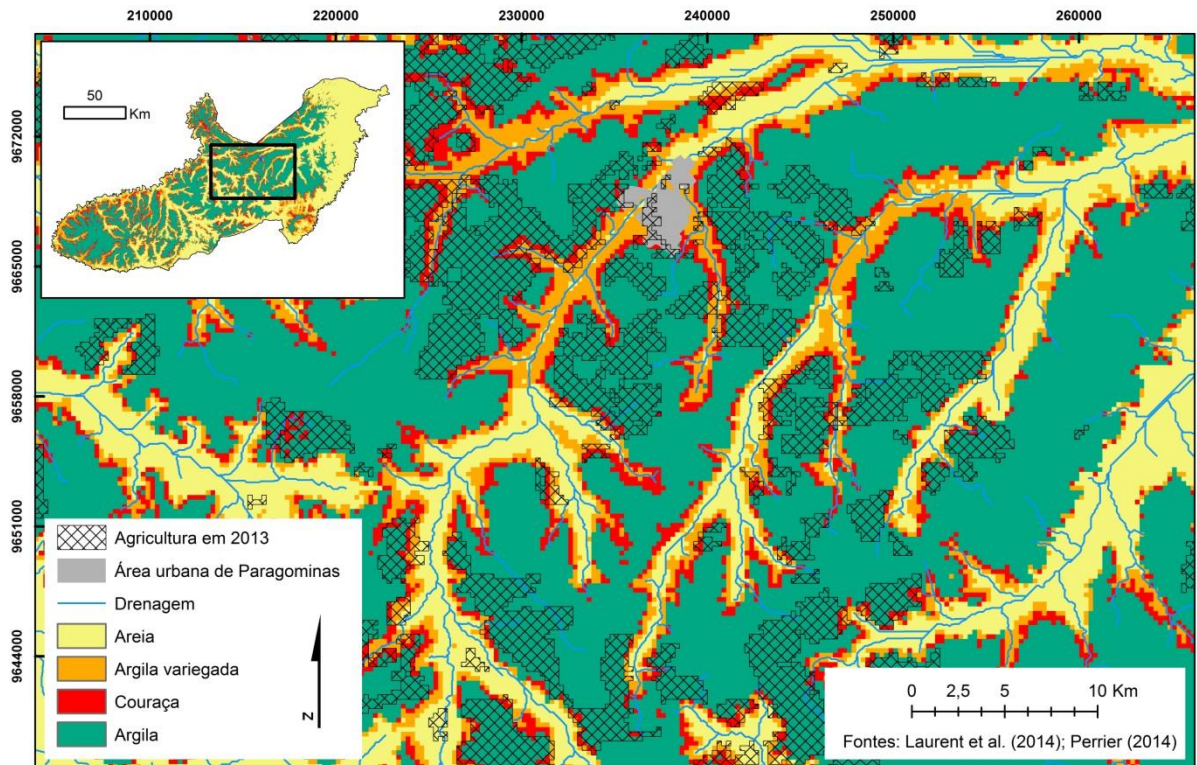 210000 220000 230000 240000 250000 260000
50
Km
9672000
9665000
9658000
9651000
9644000
Agricultura em 2013
Área urbana de Paragominas
Drenagem
Areia
Argila variegada
Couraça
Argila
N
0 2,5 5 10 Km
Fontes: Laurent et al. (2014); Perrier (2014)